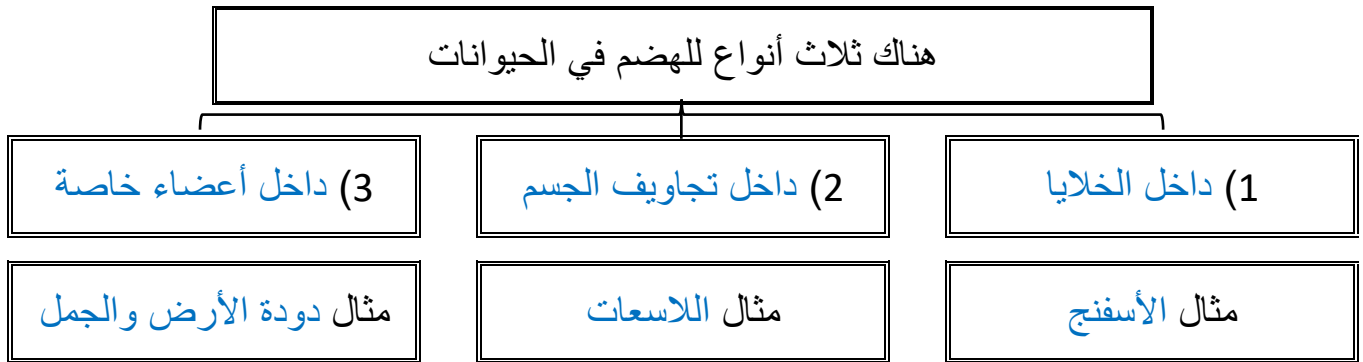 هناك ثلاث أنواع للهضم في الحيوانات
1) داخل الخلايا
2) داخل تجاويف الجسم
3) داخل أعضاء خاصة
مثال الأسفنج
مثال اللاسعات
مثال دودة الأرض والجمل